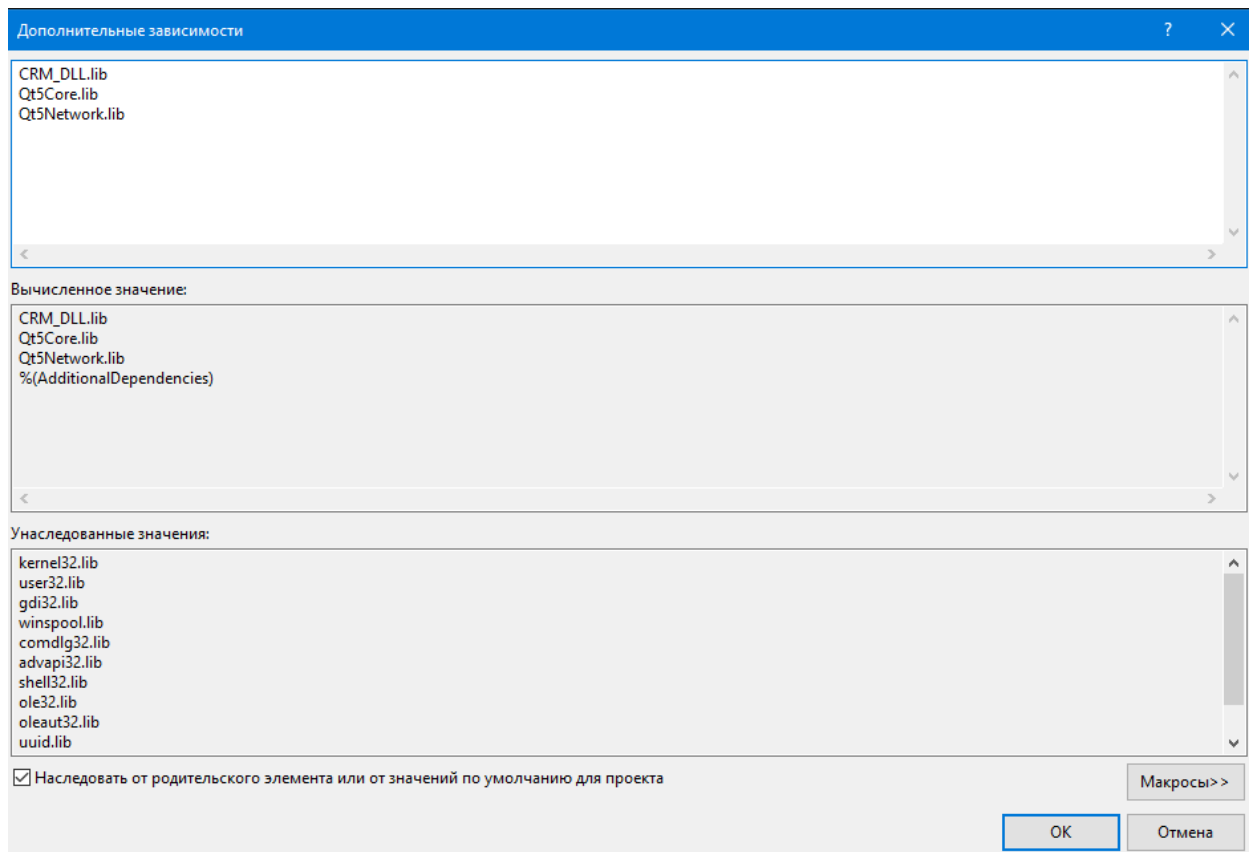 Дополнительные зависимости
CRM_DLL.lib
Qt5Core.lib
Qt5Network.lib
Вычисленное значение:
CRM_DLL.lib
Qt5Core.lib
Qt5Network.lib
%(AdditionalDependencies)
Унаследованные значения:
kernel32.lib
user32.lib
gdi32.lib
winspool.lib
comdlg32.lib
advapi32.lib
shell32.lib
ole32.lib
oleaut32.lib
uuid.lib
Наследовать от родительского элемента или от значений по умолчанию для проекта
Макросы>>
ОК Отмена